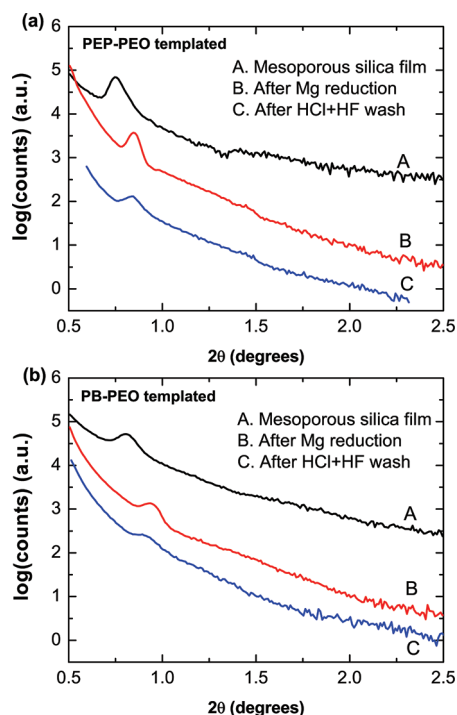 (a)
PEP-PEO templated
A. Mesoporous silica film
B. After Mg reduction
C. After HCl+HF wash
log(counts) (a.u.)
6
5
4
3
2
1
0
A
B
C
0.5 1.0 1.5 2.0 2.5
2θ (degrees)
(b)
PB-PEO templated
A. Mesoporous silica film
B. After Mg reduction
C. After HCl+HF wash
log(counts) (a.u.)
6
5
4
3
2
1
0
A
B
C
0.5 1.0 1.5 2.0 2.5
2θ (degrees)